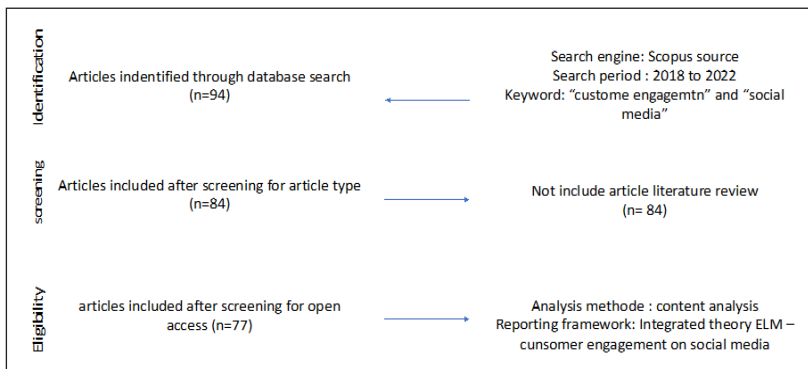 Identification
Articles indentified through database search
(n=94)
Search engine: Scopus source
Search period : 2018 to 2022
Keyword: “custome engagemtn” and “social
media”
screening
Articles included after screening for article type
(n=84)
Not include article literature review
(n= 84)
Eligibility
articles included after screening for open
access (n=77)
Analysis methode : content analysis
Reporting framework: Integrated theory ELM –
cunsomer engagement on social media